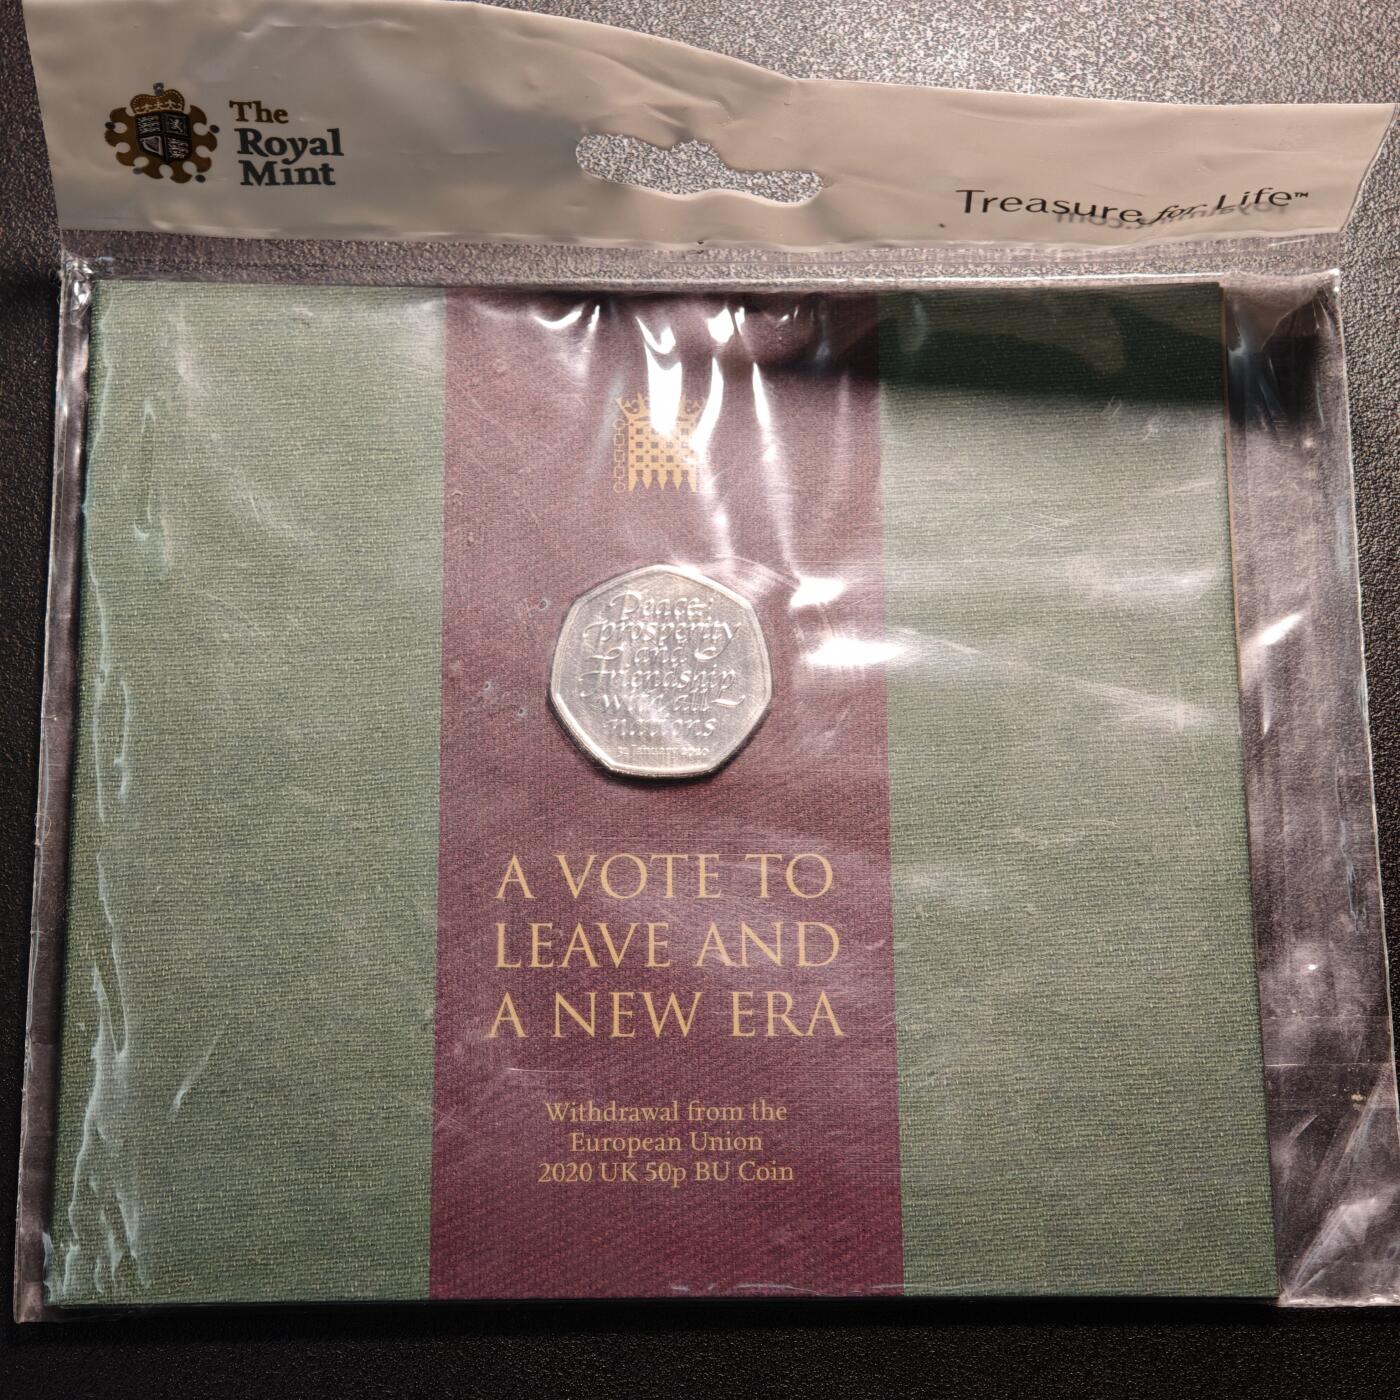 The
Royal
Mint
Treasure for Life™
Peace,
prosperity
and
friendship
with all
nations
31 January 2020
A VOTE TO
LEAVE AND
A NEW ERA
Withdrawal from the
European Union
2020 UK 50p BU Coin